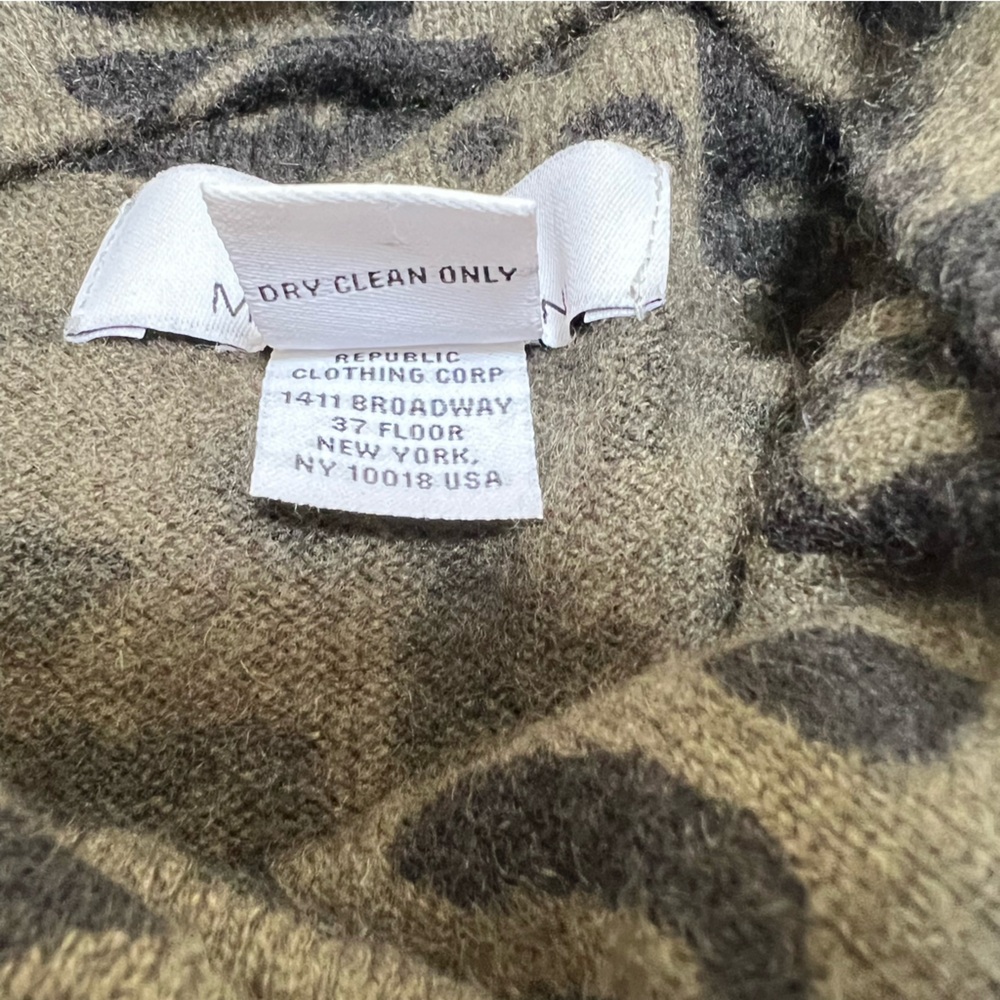 M
DRY CLEAN ONLY
N
REPUBLIC
CLOTHING CORP
1411 BROADWAY
37 FLOOR
NEW YORK,
NY 10018 USA